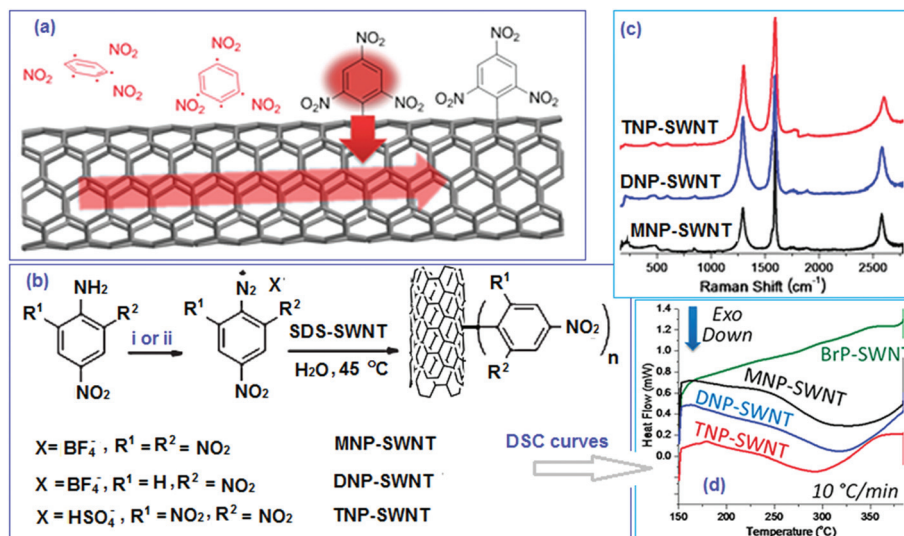 (a)
NO₂
NO₂ NO₂ NO₂ NO₂
NO₂
NO₂ NO₂ NO₂
O₂N NO₂ O₂N NO₂
(b)
NH₂ N₂ X⁻ R¹
R¹ R² R¹ R² SDS-SWNT NO₂
i or ii H₂O, 45 °C R² n
NO₂ NO₂
X= BF₄⁻, R¹ = R² = NO₂ MNP-SWNT
X = BF₄⁻, R¹ = H, R² = NO₂ DNP-SWNT
X = HSO₄⁻, R¹ = NO₂, R² = NO₂ TNP-SWNT
DSC curves
(c)
TNP-SWNT
DNP-SWNT
MNP-SWNT
500 1000 1500 2000 2500
Raman Shift (cm⁻¹)
1.4
1.2
1.0
0.8
0.6
0.4
0.2
0.0
Heat Flow (mW)
Exo
Down
BrP-SWNT
MNP-SWNT
DNP-SWNT
TNP-SWNT
(d)
10 °C/min
150 200 250 300 350
Temperature (°C)